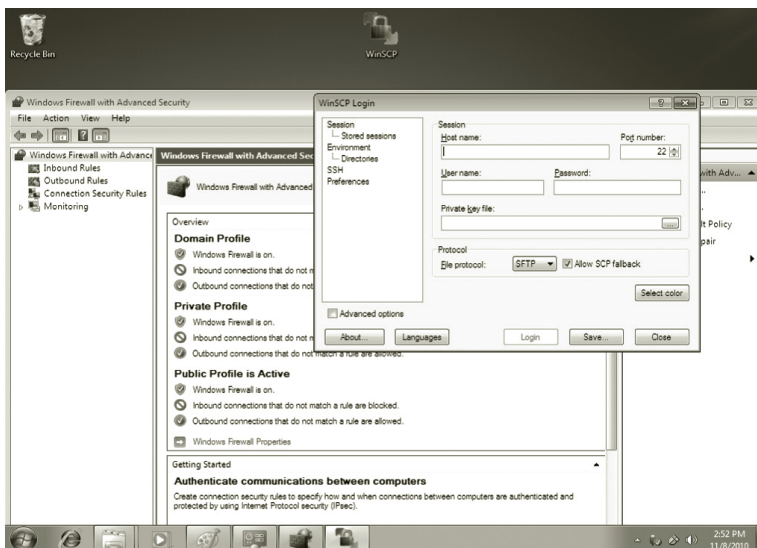 Recycle Bin
WinSCP
Windows Firewall with Advanced Security
File Action View Help
Windows Firewall with Advance
Inbound Rules
Outbound Rules
Connection Security Rules
Monitoring
Windows Firewall with Advanced Sec
Windows Firewall with Advanced
Overview
Domain Profile
Windows Firewall is on.
Inbound connections that do not m
Outbound connections that do not
Private Profile
Windows Firewall is on.
Inbound connections that do not m
Outbound connections that do not match a rule are allowed.
Public Profile is Active
Windows Firewall is on.
Inbound connections that do not match a rule are blocked.
Outbound connections that do not match a rule are allowed.
Windows Firewall Properties
Getting Started
Authenticate communications between computers
Create connection security rules to specify how and when connections between computers are authenticated and
protected by using Internet Protocol security (IPsec).
WinSCP Login
Session
Stored sessions
Environment
Directories
SSH
Preferences
Session
Host name: Port number:
22
User name: Password:
Private key file:
Protocol
File protocol: SFTP Allow SCP fallback
Select color
Advanced options
About... Languages Login Save... Close
with Adv...
lt Policy
pair
2:52 PM
11/8/2010